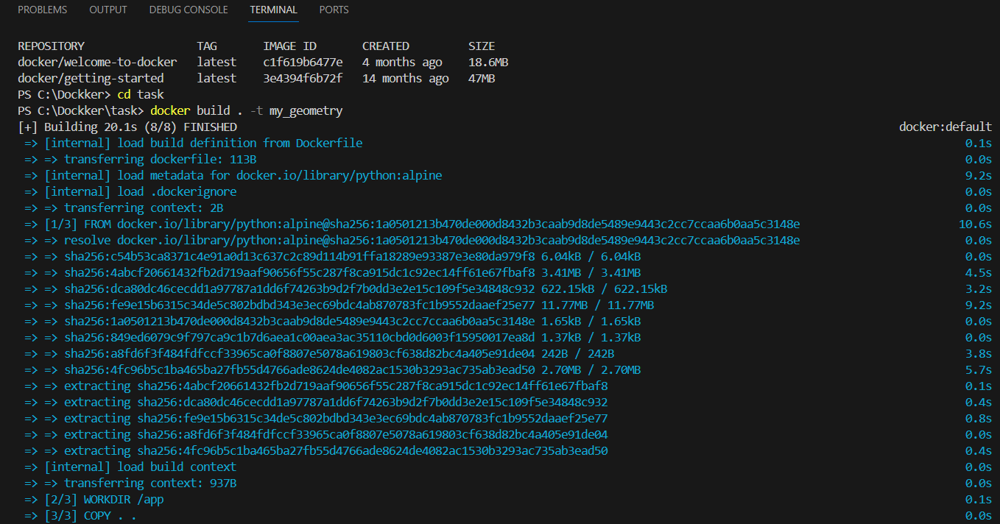 PROBLEMS OUTPUT DEBUG CONSOLE TERMINAL PORTS
REPOSITORY TAG IMAGE ID CREATED SIZE
docker/welcome-to-docker latest c1f619b6477e 4 months ago 18.6MB
docker/getting-started latest 3e4394f6b72f 14 months ago 47MB
PS C:\Dockker> cd task
PS C:\Dockker\task> docker build . -t my_geometry
[+] Building 20.1s (8/8) FINISHED docker:default
=> [internal] load build definition from Dockerfile 0.1s
=> => transferring dockerfile: 113B 0.0s
=> [internal] load metadata for docker.io/library/python:alpine 9.2s
=> [internal] load .dockerignore 0.0s
=> => transferring context: 2B 0.0s
=> [1/3] FROM docker.io/library/python:alpine@sha256:1a0501213b470de000d8432b3caab9d8de5489e9443c2cc7ccaa6b0aa5c3148e 10.6s
=> => resolve docker.io/library/python:alpine@sha256:1a0501213b470de000d8432b3caab9d8de5489e9443c2cc7ccaa6b0aa5c3148e 0.0s
=> => sha256:c54b53ca8371c4e91a0d13c637c2c89d114b91ffa18289e93387e3e80da979f8 6.04kB / 6.04kB 0.0s
=> => sha256:4abcf20661432fb2d719aaf90656f55c287f8ca915dc1c92ec14ff61e67fbaf8 3.41MB / 3.41MB 4.5s
=> => sha256:dca80dc46cecdd1a97787a1dd6f74263b9d2f7b0dd3e2e15c109f5e34848c932 622.15kB / 622.15kB 3.2s
=> => sha256:fe9e15b6315c34de5c802bdbd343e3ec69bdc4ab870783fc1b9552daaef25e77 11.77MB / 11.77MB 9.2s
=> => sha256:1a0501213b470de000d8432b3caab9d8de5489e9443c2cc7ccaa6b0aa5c3148e 1.65kB / 1.65kB 0.0s
=> => sha256:849ed6079c9f797ca9c1b7d6aea1c00aea3ac35110cbd0d6003f15950017ea8d 1.37kB / 1.37kB 0.0s
=> => sha256:a8fd6f3f484fdfccf33965ca0f8807e5078a619803cf638d82bc4a405e91de04 242B / 242B 3.8s
=> => sha256:4fc96b5c1ba465ba27fb55d4766ade8624de4082ac1530b3293ac735ab3ead50 2.70MB / 2.70MB 5.7s
=> => extracting sha256:4abcf20661432fb2d719aaf90656f55c287f8ca915dc1c92ec14ff61e67fbaf8 0.1s
=> => extracting sha256:dca80dc46cecdd1a97787a1dd6f74263b9d2f7b0dd3e2e15c109f5e34848c932 0.4s
=> => extracting sha256:fe9e15b6315c34de5c802bdbd343e3ec69bdc4ab870783fc1b9552daaef25e77 0.8s
=> => extracting sha256:a8fd6f3f484fdfccf33965ca0f8807e5078a619803cf638d82bc4a405e91de04 0.0s
=> => extracting sha256:4fc96b5c1ba465ba27fb55d4766ade8624de4082ac1530b3293ac735ab3ead50 0.4s
=> [internal] load build context 0.0s
=> => transferring context: 937B 0.0s
=> [2/3] WORKDIR /app 0.1s
=> [3/3] COPY . . 0.0s